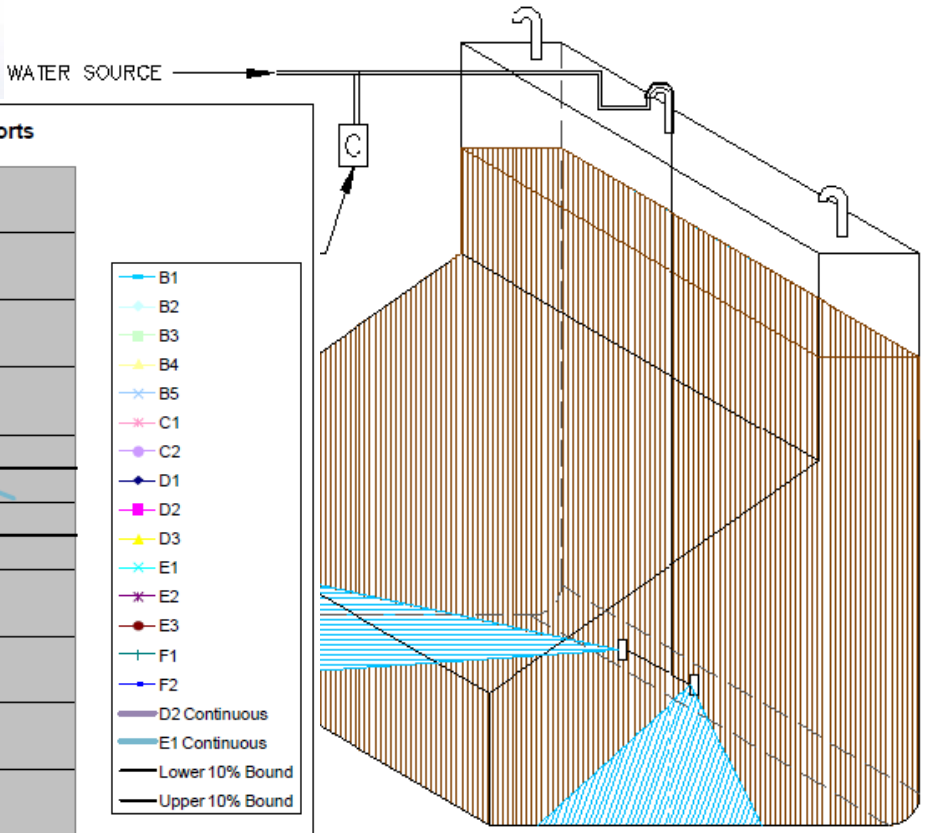 WATER SOURCE
orts
C
B1
B2
B3
B4
B5
C1
C2
D1
D2
D3
E1
E2
E3
F1
F2
D2 Continuous
E1 Continuous
Lower 10% Bound
Upper 10% Bound